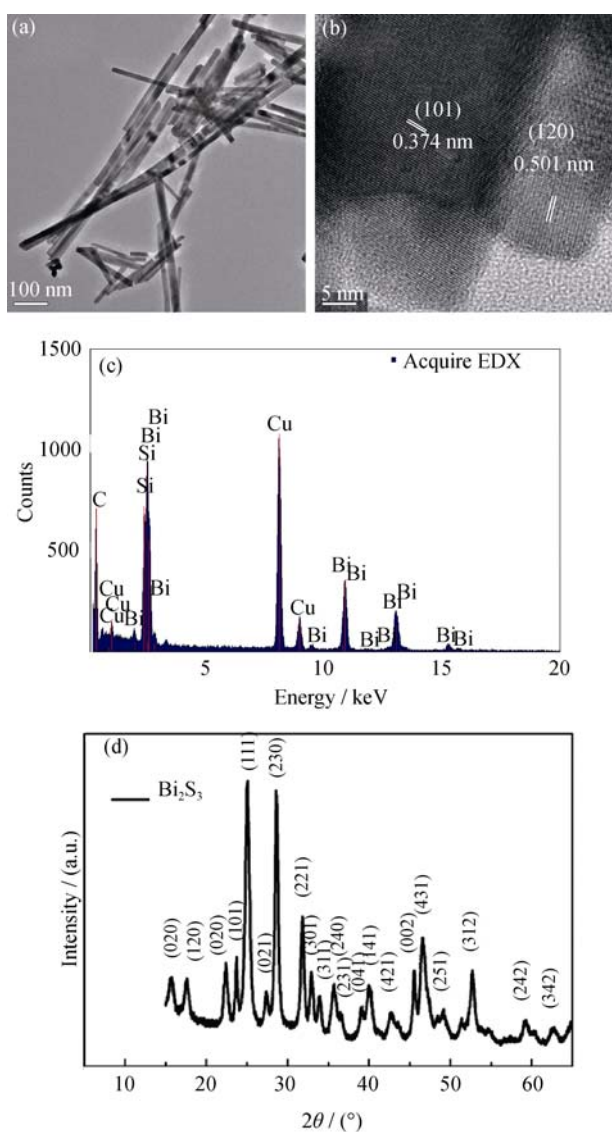 (a)
100 nm
(b)
(101)
0.374 nm
(120)
0.501 nm
5 nm
(c)
Acquire EDX
1500
1000
500
Counts
C
Cu
Cu
Cu
Bi
Si
Bi
Si
Bi
Bi
Cu
Cu
Bi
Bi
Bi
Bi
Bi
Bi
Bi
Bi
5
10
15
20
Energy / keV
(d)
Bi₂S₃
Intensity / (a.u.)
(020)
(120)
(020)
(101)
(111)
(021)
(230)
(221)
(301)
(311)
(240)
(231)
(041)
(141)
(421)
(002)
(431)
(251)
(312)
(242)
(342)
10
20
30
40
50
60
2θ / (°)